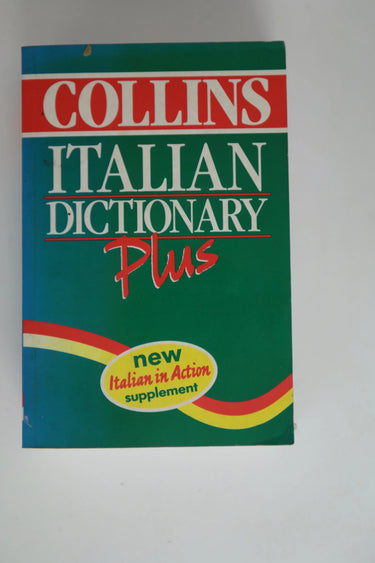 COLLINS
ITALIAN
DICTIONARY
Plus
new
Italian in Action
supplement